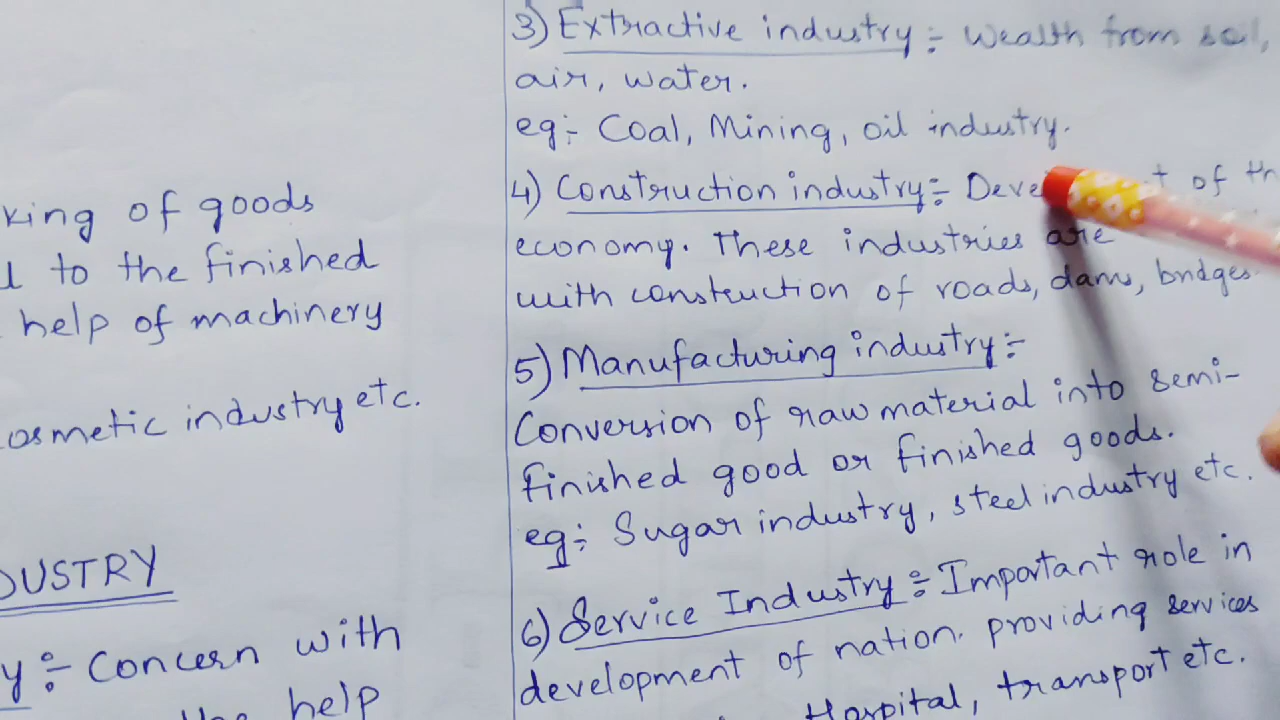 king of goods
to the finished
help of machinery
cosmetic industry etc.
DUSTRY
y :- Concern with
the help
3) Extractive industry :- Wealth from soil,
air, water.
eg :- Coal, Mining, oil industry.
4) Construction industry :- of th
economy. These industries are
with construction of roads, dams, bridges.
5) Manufacturing industry :-
Conversion of raw material into semi-
finished good or finished goods.
eg :- Sugar industry, steel industry etc.
6) Service Industry :- Important role in
development of nation. providing services
Hospital, transport etc.